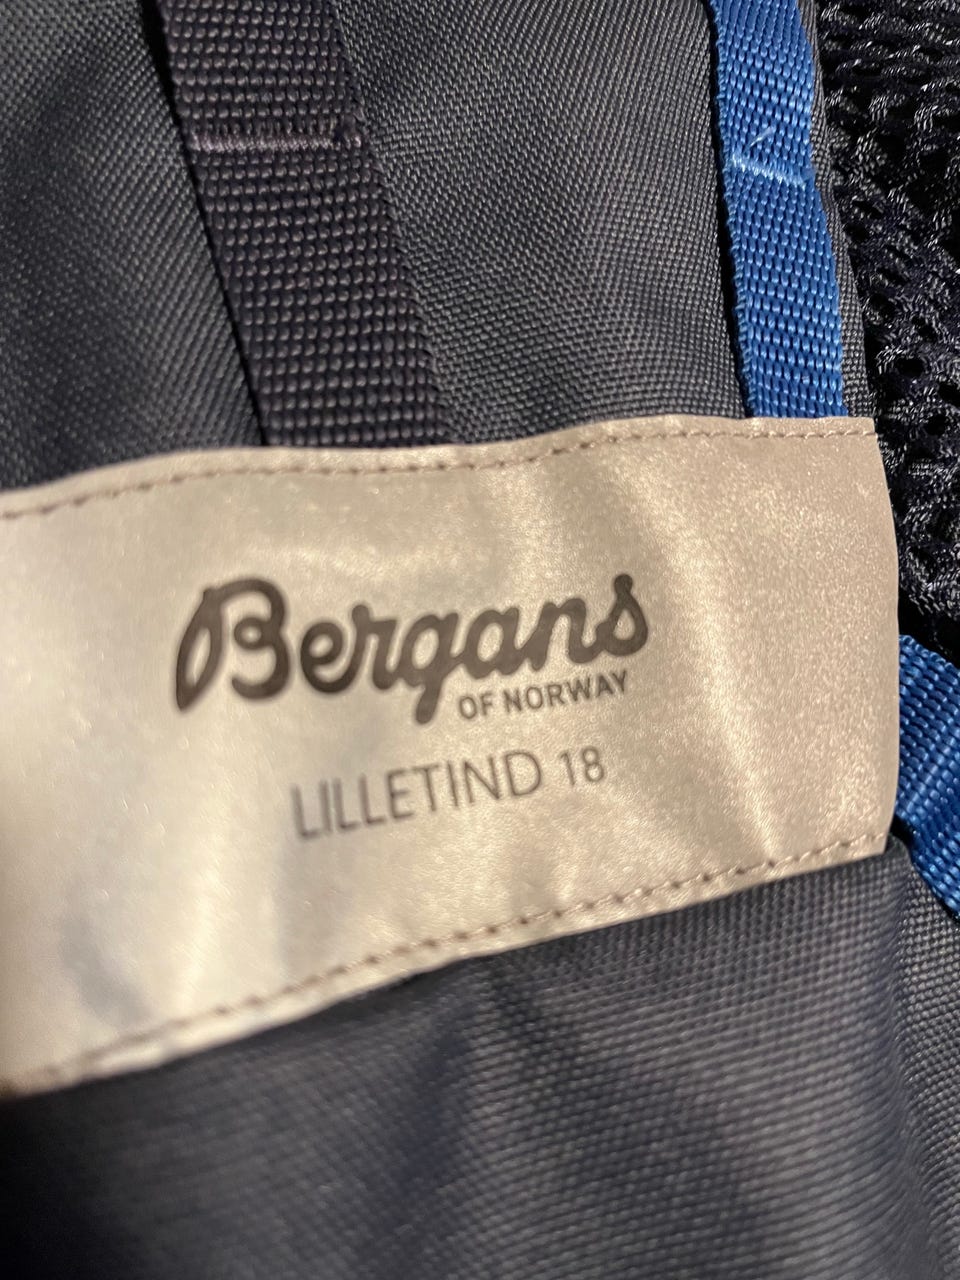 Bergans
OF NORWAY
LILLETIND 18